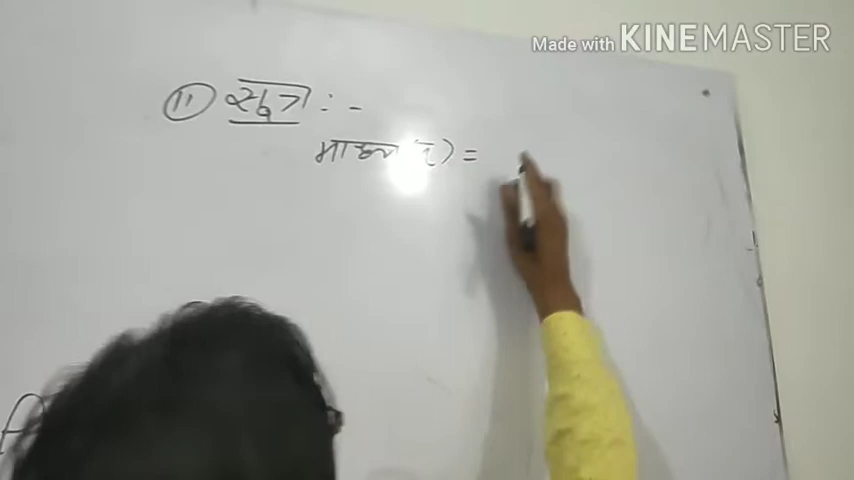 Made with KINEMASTER
(11) सूत्र : -
माध्य ( ) =